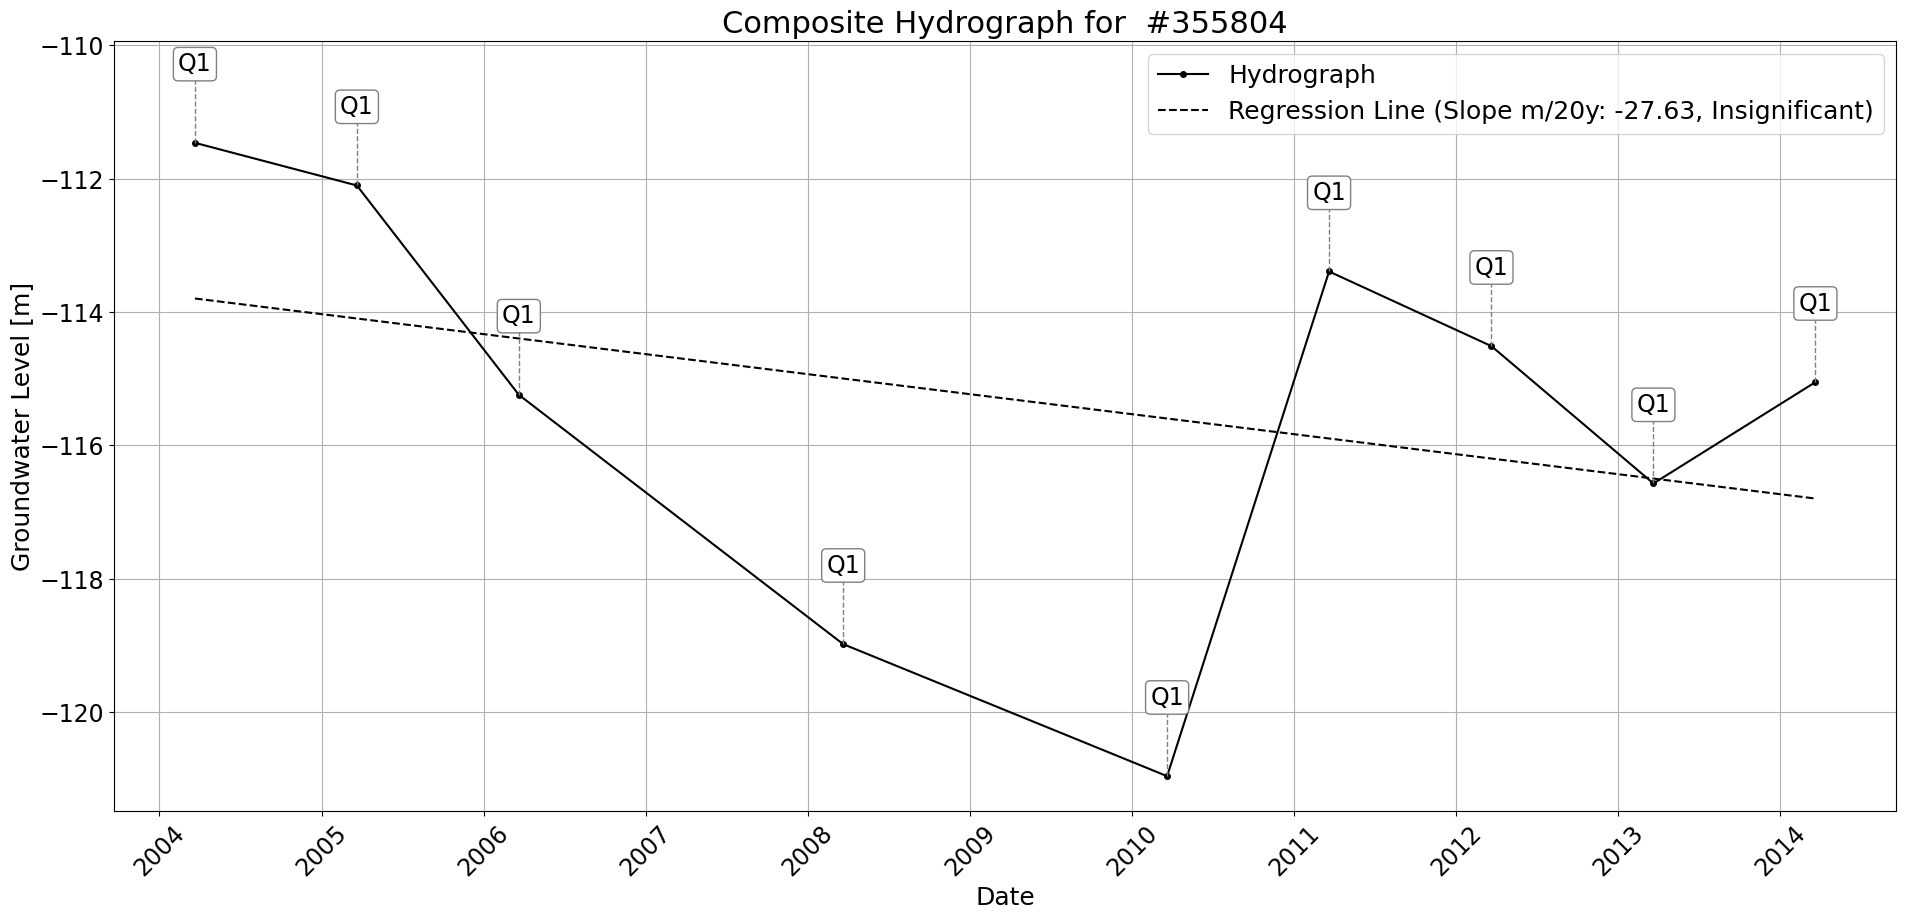 Composite Hydrograph for  #355804
Hydrograph
Regression Line (Slope m/20y: -27.63, Insignificant)
Groundwater Level [m]
−110
−112
−114
−116
−118
−120
Q1
Q1
Q1
Q1
Q1
Q1
Q1
Q1
Q1
2004
2005
2006
2007
2008
2009
2010
2011
2012
2013
2014
Date